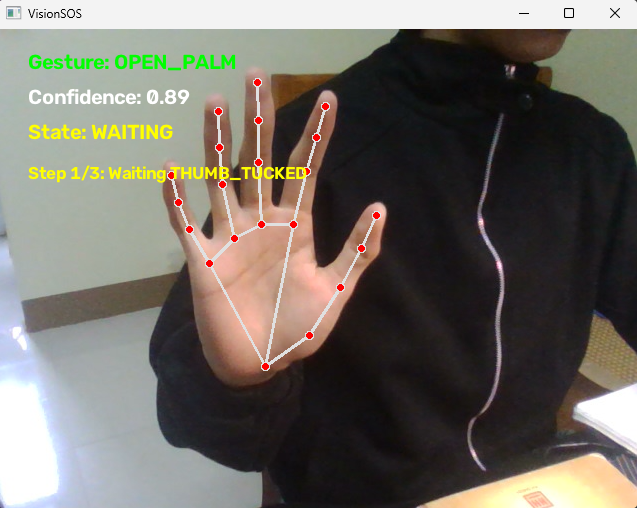 VisionSOS
Gesture: OPEN_PALM
Confidence: 0.89
State: WAITING
Step 1/3: Waiting THUMB_TUCKED